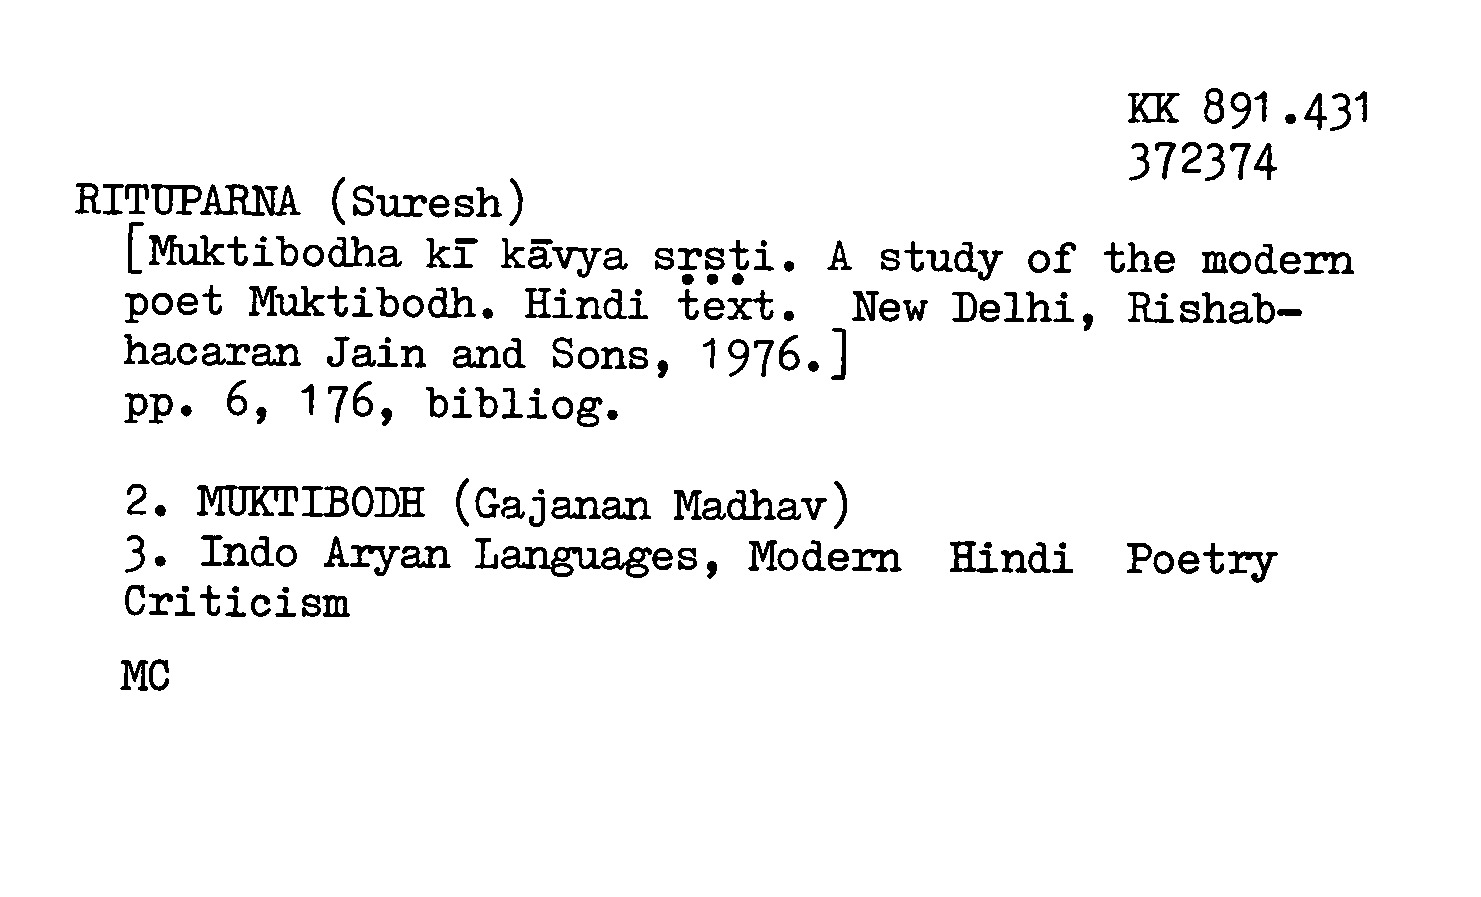 KK 891.431
372374
RITUPARNA (Suresh)
[Muktibodha kī kāvya sṛṣṭi. A study of the modern
poet Muktibodh. Hindi text. New Delhi, Rishab-
hacaran Jain and Sons, 1976.]
pp. 6, 176, bibliog.
2. MUKTIBODH (Gajanan Madhav)
3. Indo Aryan Languages, Modern Hindi Poetry
Criticism
MC